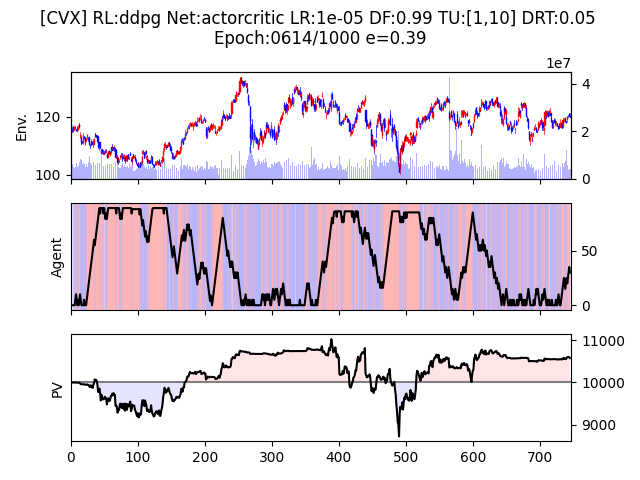 [CVX] RL:ddpg Net:actorcritic LR:1e-05 DF:0.99 TU:[1,10] DRT:0.05
Epoch:0614/1000 e=0.39
1e7
Env.
120
100
4
2
0
Agent
50
0
PV
11000
10000
9000
0 100 200 300 400 500 600 700